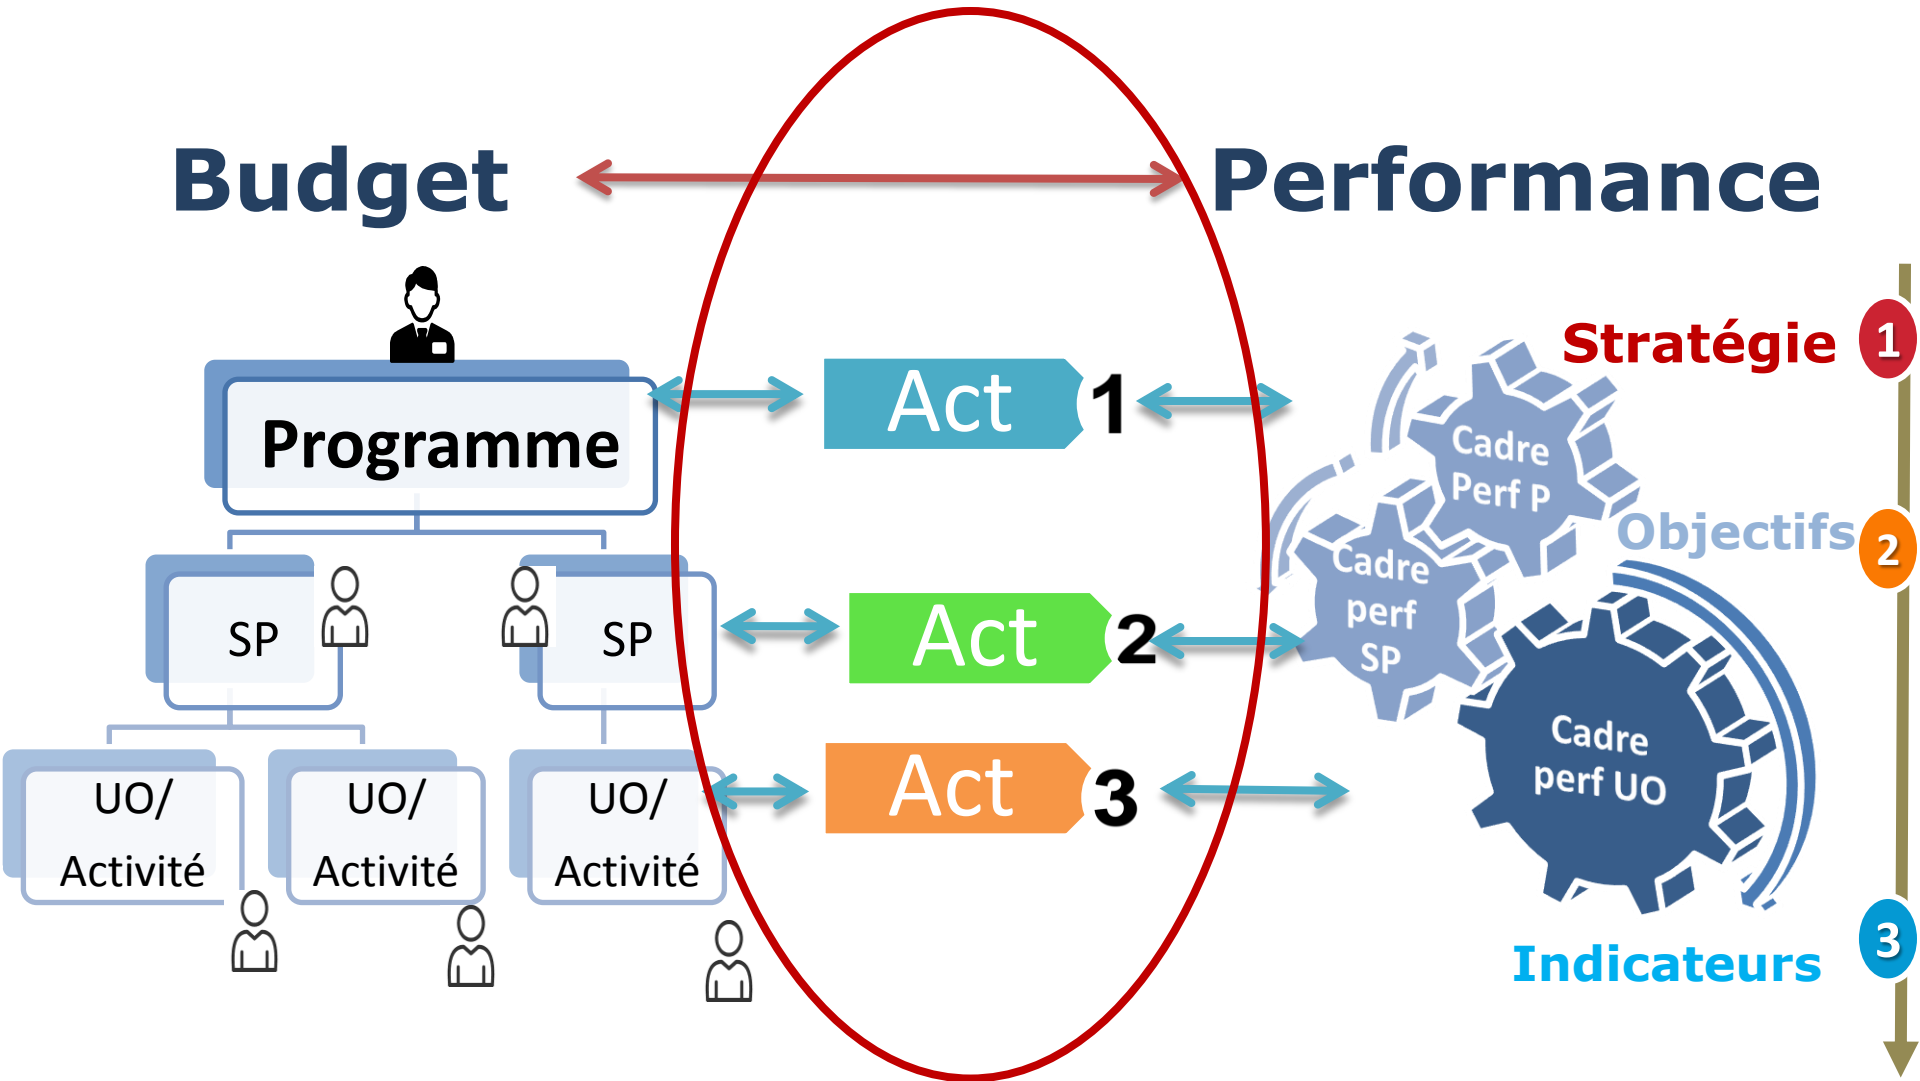 Budget
Performance
Stratégie
1
Programme
Act
1
Cadre
Perf P
Objectifs
2
SP
SP
Act
2
Cadre
perf
SP
UO/
Activité
UO/
Activité
UO/
Activité
Act
3
Cadre
perf UO
Indicateurs
3